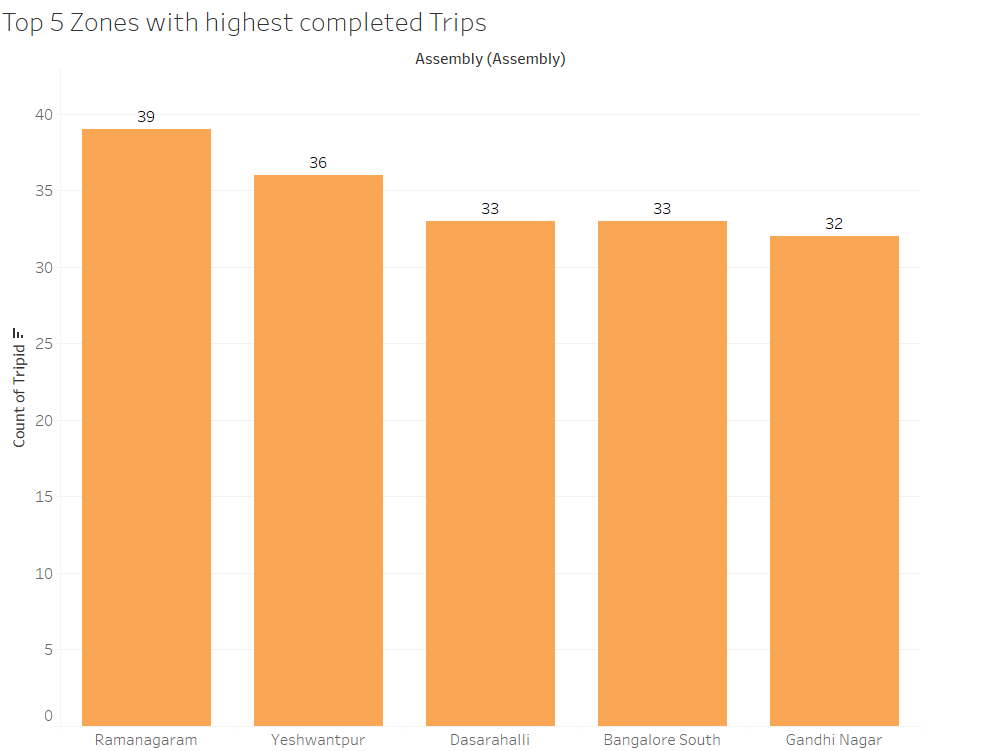 Top 5 Zones with highest completed Trips
Assembly (Assembly)
Count of Tripid
40
35
30
25
20
15
10
5
0
39
36
33
33
32
Ramanagaram
Yeshwantpur
Dasarahalli
Bangalore South
Gandhi Nagar